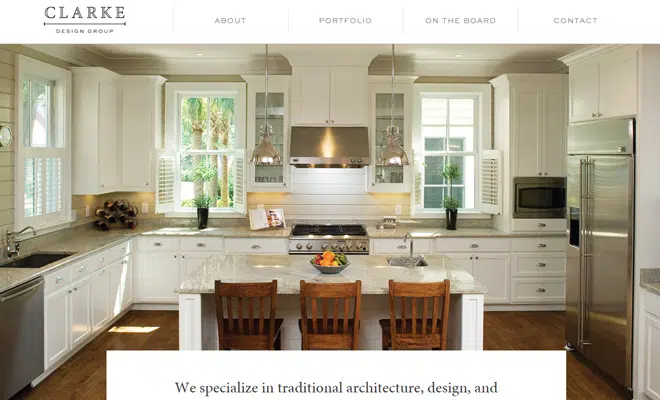 CLARKE
DESIGN GROUP
ABOUT
PORTFOLIO
ON THE BOARD
CONTACT
We specialize in traditional architecture, design, and